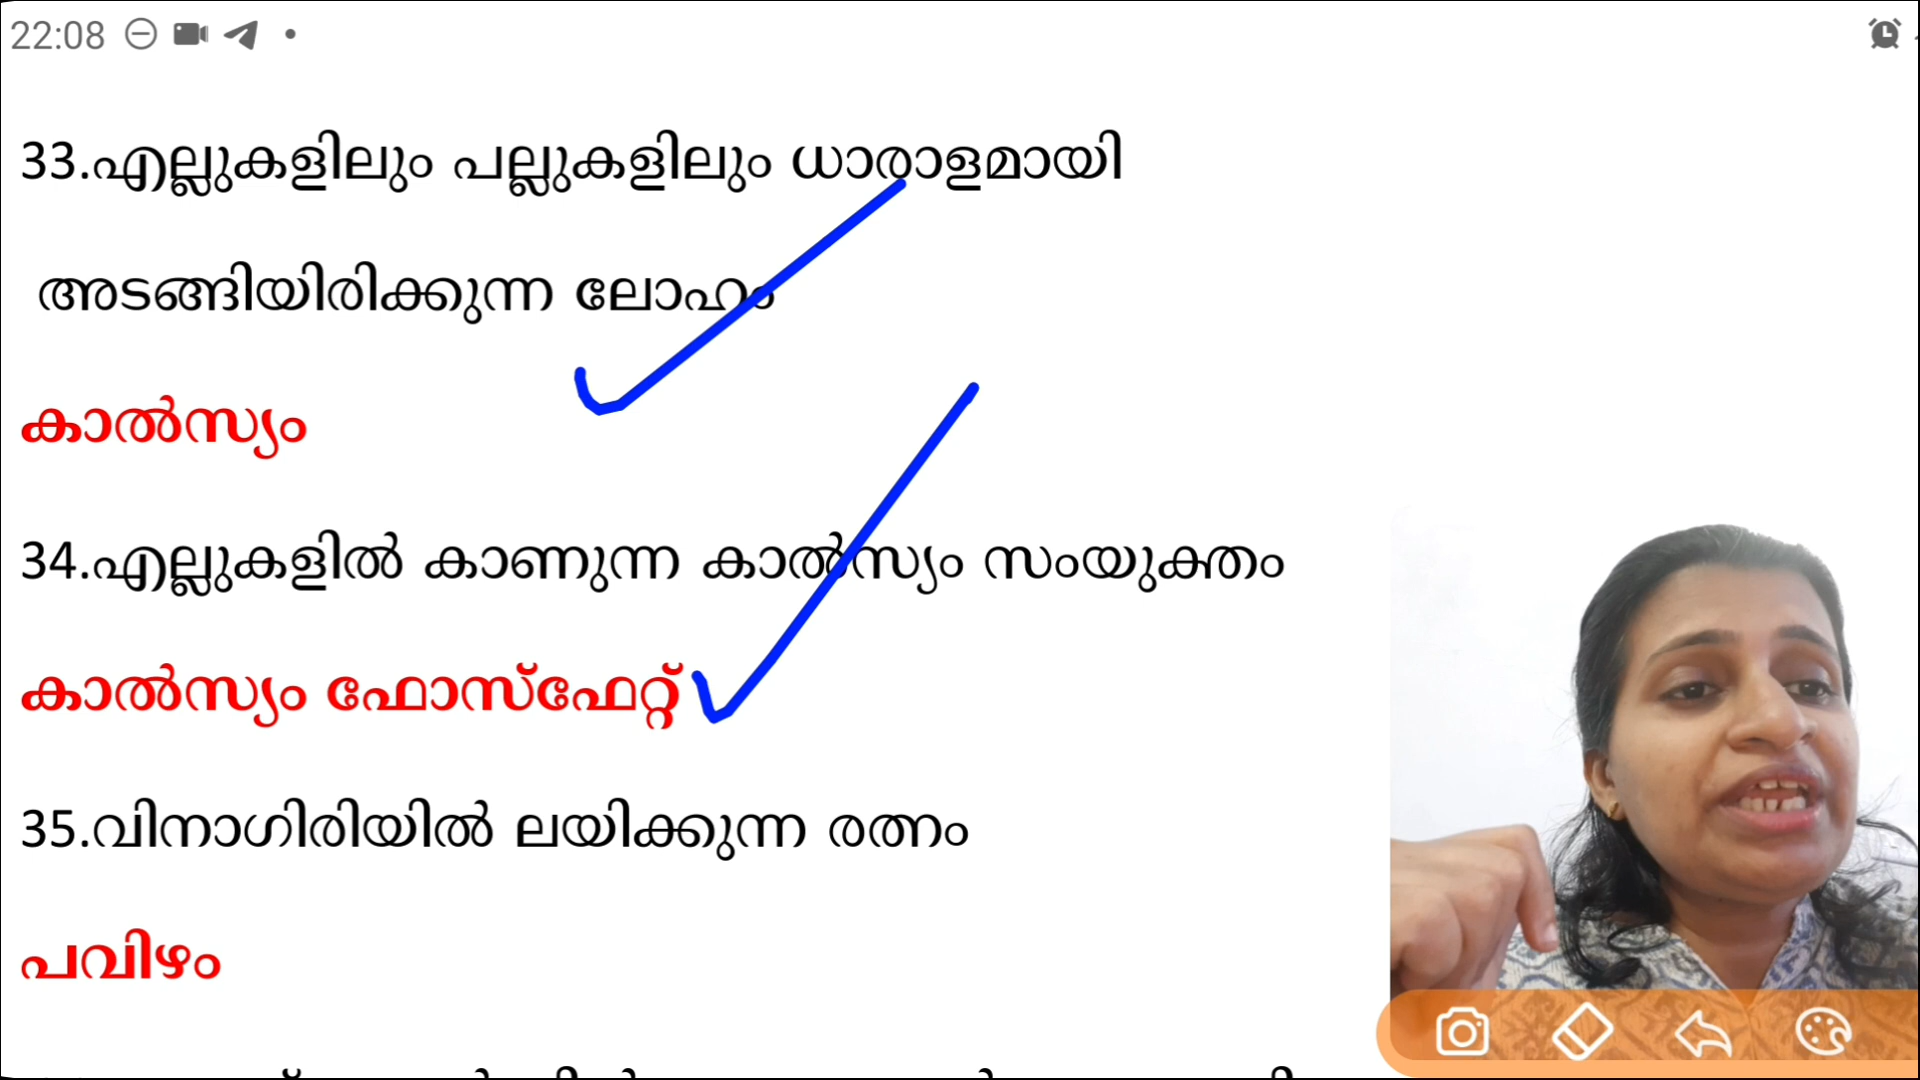 22:08
33.എല്ലുകളിലും പല്ലുകളിലും ധാരാളമായി
അടങ്ങിയിരിക്കുന്ന ലോഹം
കാൽസ്യം
34.എല്ലുകളിൽ കാണുന്ന കാൽസ്യം സംയുക്തം
കാൽസ്യം ഫോസ്ഫേറ്റ്
35.വിനാഗിരിയിൽ ലയിക്കുന്ന രത്നം
പവിഴം